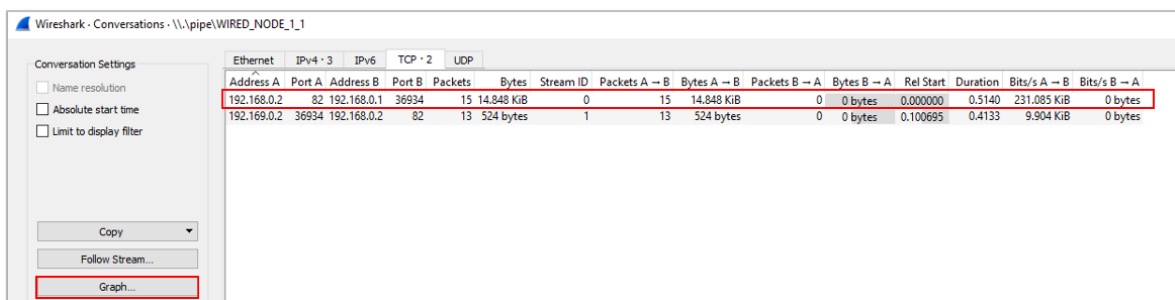 Wireshark · Conversations · \\.\pipe\WIRED_NODE_1_1
Conversation Settings
Name resolution
Absolute start time
Limit to display filter
Copy
Follow Stream...
Graph...
Ethernet IPv4 · 3 IPv6 TCP · 2 UDP
Address A Port A Address B Port B Packets Bytes Stream ID Packets A → B Bytes A → B Packets B → A Bytes B → A Rel Start Duration Bits/s A → B Bits/s B → A
192.168.0.2 82 192.168.0.1 36934 15 14.848 KiB 0 15 14.848 KiB 0 0 bytes 0.000000 0.5140 231.085 KiB 0 bytes
192.169.0.2 36934 192.168.0.2 82 13 524 bytes 1 13 524 bytes 0 0 bytes 0.100695 0.4133 9.904 KiB 0 bytes